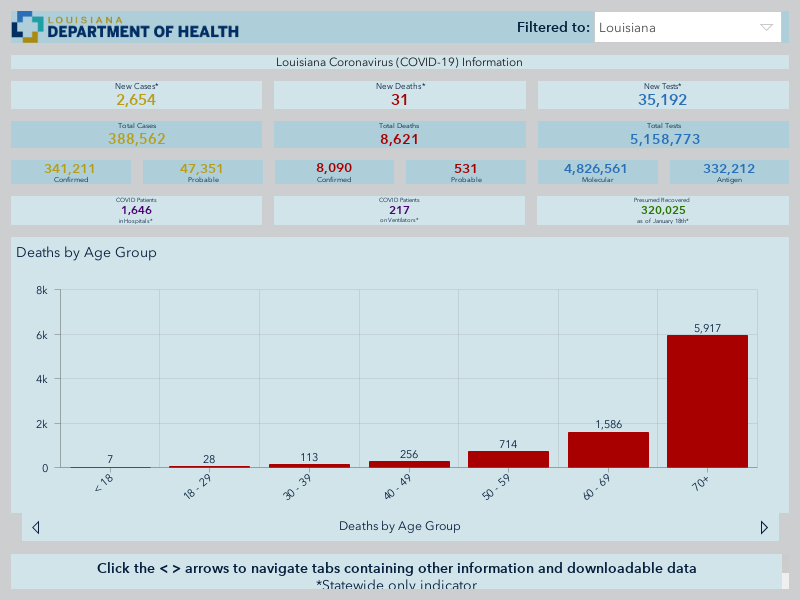 LOUISIANA
DEPARTMENT OF HEALTH
Filtered to: Louisiana
Louisiana Coronavirus (COVID-19) Information
New Cases*
2,654
New Deaths*
31
New Tests*
35,192
Total Cases
388,562
Total Deaths
8,621
Total Tests
5,158,773
341,211
Confirmed
47,351
Probable
8,090
Confirmed
531
Probable
4,826,561
Molecular
332,212
Antigen
COVID Patients
1,646
inHospitals*
COVID Patients
217
onVentilators*
Presumed Recovered
320,025
as of January 18th*
Deaths by Age Group
8k
6k
4k
2k
0
7
28
113
256
714
1,586
5,917
< 18
18 - 29
30 - 39
40 - 49
50 - 59
60 - 69
70+
Deaths by Age Group
Click the < > arrows to navigate tabs containing other information and downloadable data
*Statewide only indicator